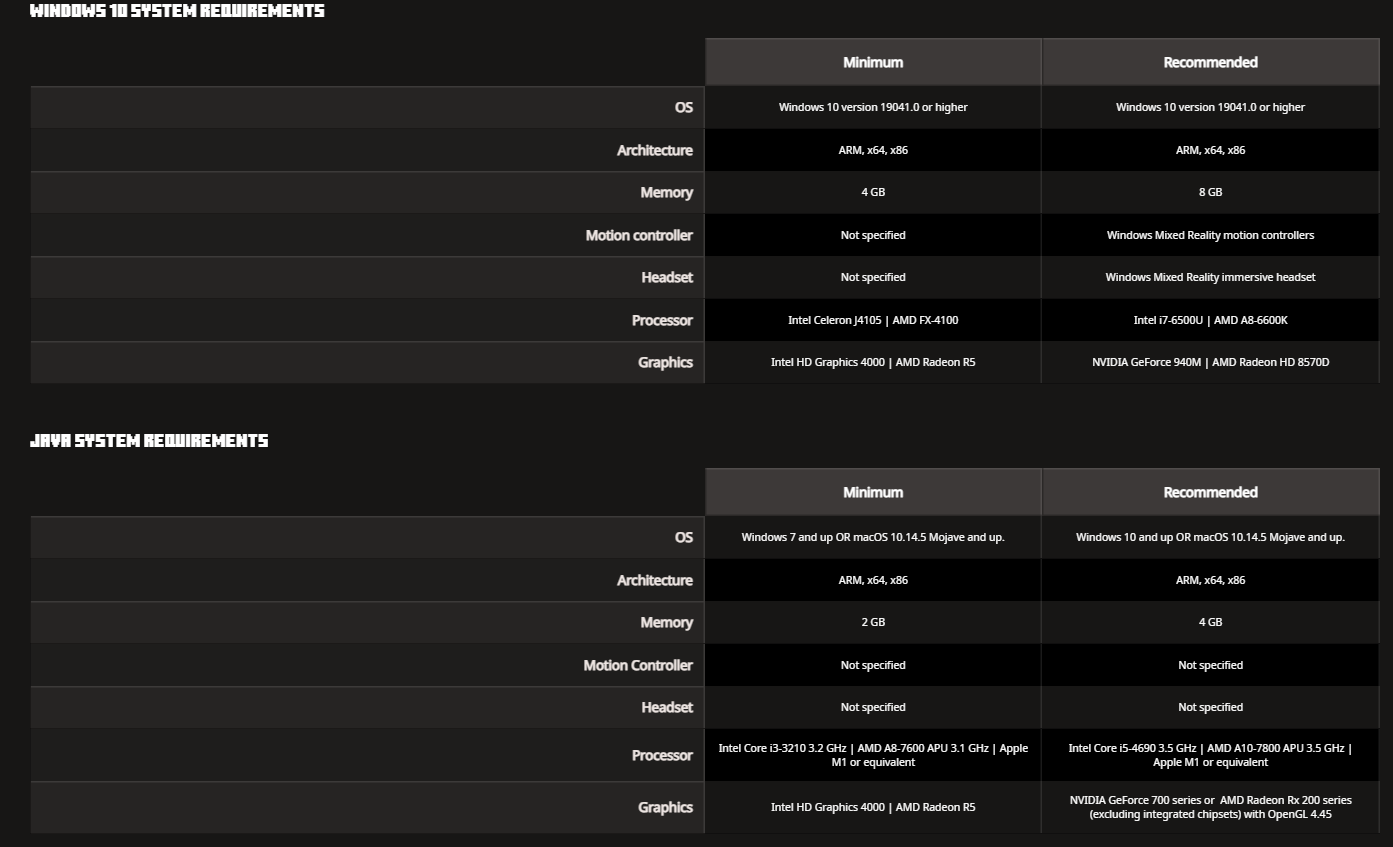 WINDOWS 10 SYSTEM REQUIREMENTS
Minimum Recommended
OS Windows 10 version 19041.0 or higher Windows 10 version 19041.0 or higher
Architecture ARM, x64, x86 ARM, x64, x86
Memory 4 GB 8 GB
Motion controller Not specified Windows Mixed Reality motion controllers
Headset Not specified Windows Mixed Reality immersive headset
Processor Intel Celeron J4105 | AMD FX-4100 Intel i7-6500U | AMD A8-6600K
Graphics Intel HD Graphics 4000 | AMD Radeon R5 NVIDIA GeForce 940M | AMD Radeon HD 8570D
JAVA SYSTEM REQUIREMENTS
Minimum Recommended
OS Windows 7 and up OR macOS 10.14.5 Mojave and up. Windows 10 and up OR macOS 10.14.5 Mojave and up.
Architecture ARM, x64, x86 ARM, x64, x86
Memory 2 GB 4 GB
Motion Controller Not specified Not specified
Headset Not specified Not specified
Processor Intel Core i3-3210 3.2 GHz | AMD A8-7600 APU 3.1 GHz | Apple
M1 or equivalent Intel Core i5-4690 3.5 GHz | AMD A10-7800 APU 3.5 GHz |
Apple M1 or equivalent
Graphics Intel HD Graphics 4000 | AMD Radeon R5 NVIDIA GeForce 700 series or AMD Radeon Rx 200 series
(excluding integrated chipsets) with OpenGL 4.45